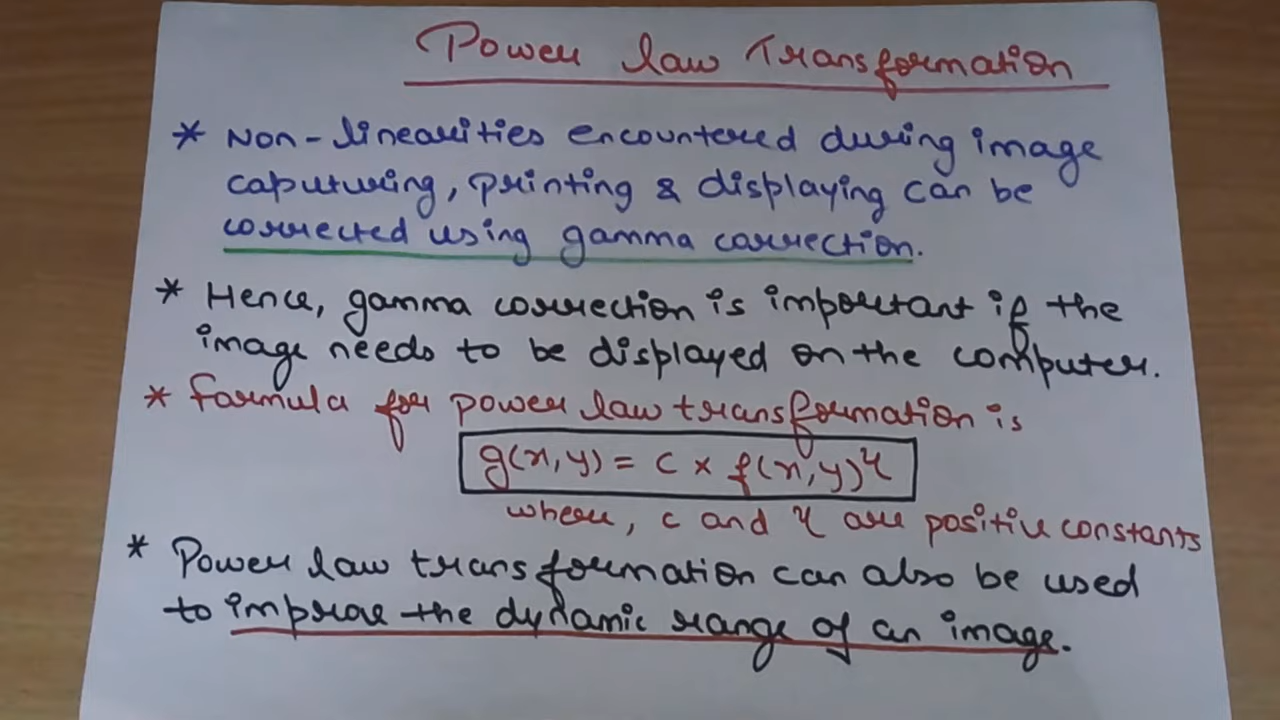 Power law Transformation
* Non-linearities encountered during image
caputuring, printing & displaying can be
corrected using gamma correction.
* Hence, gamma correction is important if the
image needs to be displayed on the computer.
* formula for power law transformation is
g(x,y) = c × f(x,y)^γ
where, c and γ are positive constants
* Power law transformation can also be used
to improve the dynamic range of an image.